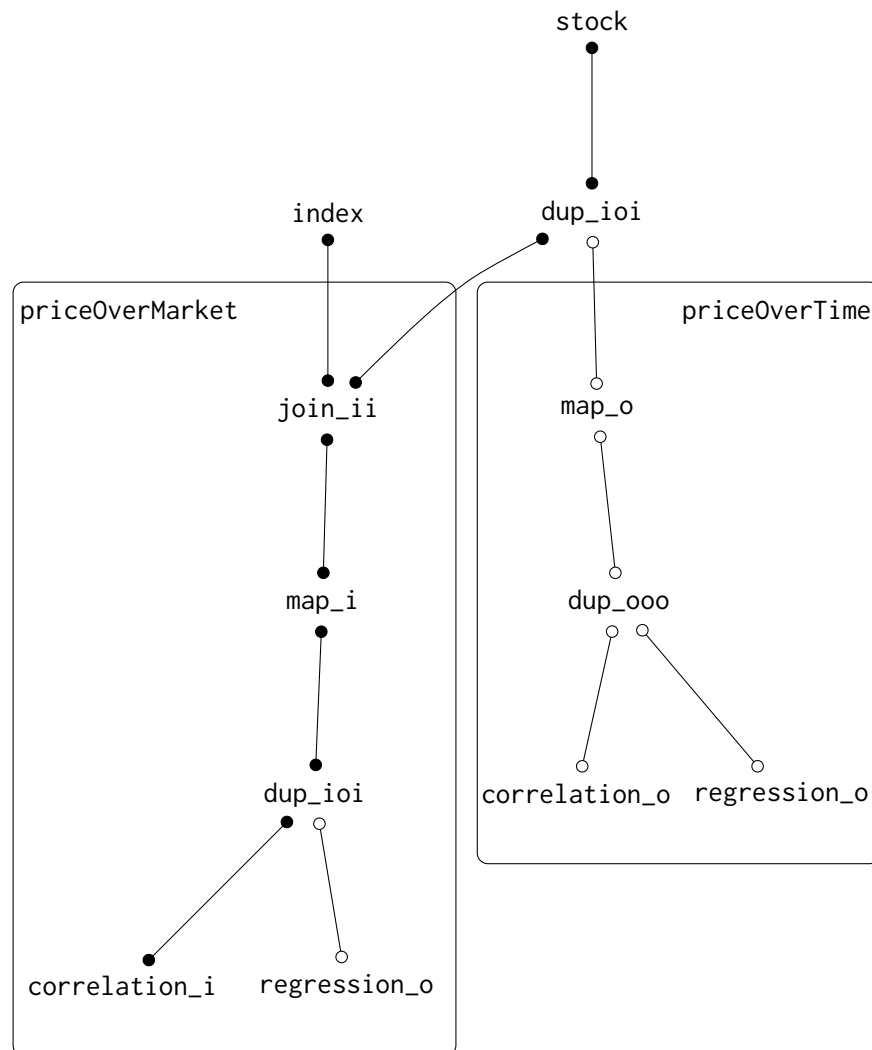 stock
index
dup_ioi
priceOverMarket
priceOverTime
join_ii
map_o
map_i
dup_ooo
dup_ioi
correlation_o
regression_o
correlation_i
regression_o